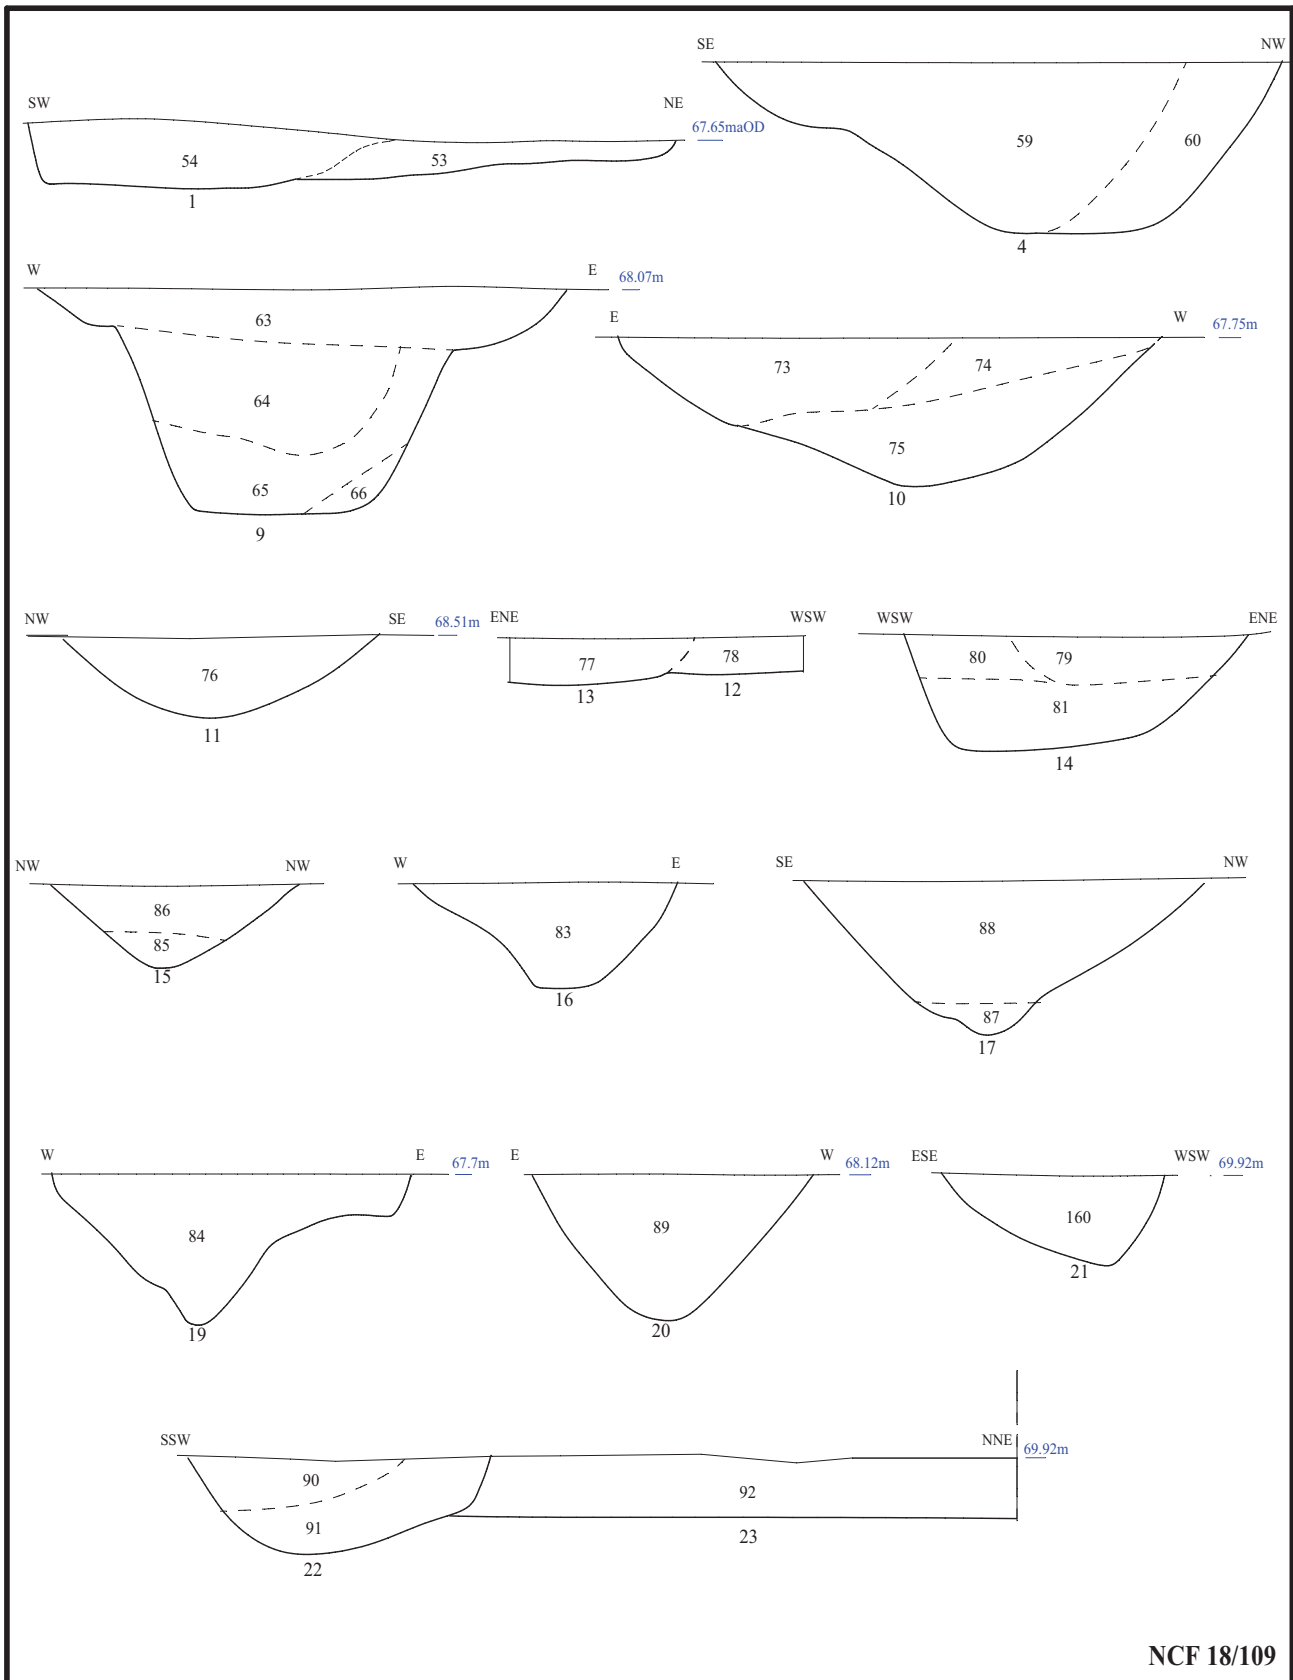 SE NW
SW NE
67.65maOD
54 53 59 60
1
4
W E 68.07m
63
E W 67.75m
73 74
64
75
65 66
10
9
NW SE 68.51m ENE WSW WSW ENE
76 77 78 80 79
81
11 13 12 14
NW NW W E SE NW
86 83 88
85
15 16 87
17
W E 67.7m E W 68.12m ESE WSW 69.92m
84 89 160
21
19 20
SSW NNE
69.92m
90 92
91
22 23
NCF 18/109